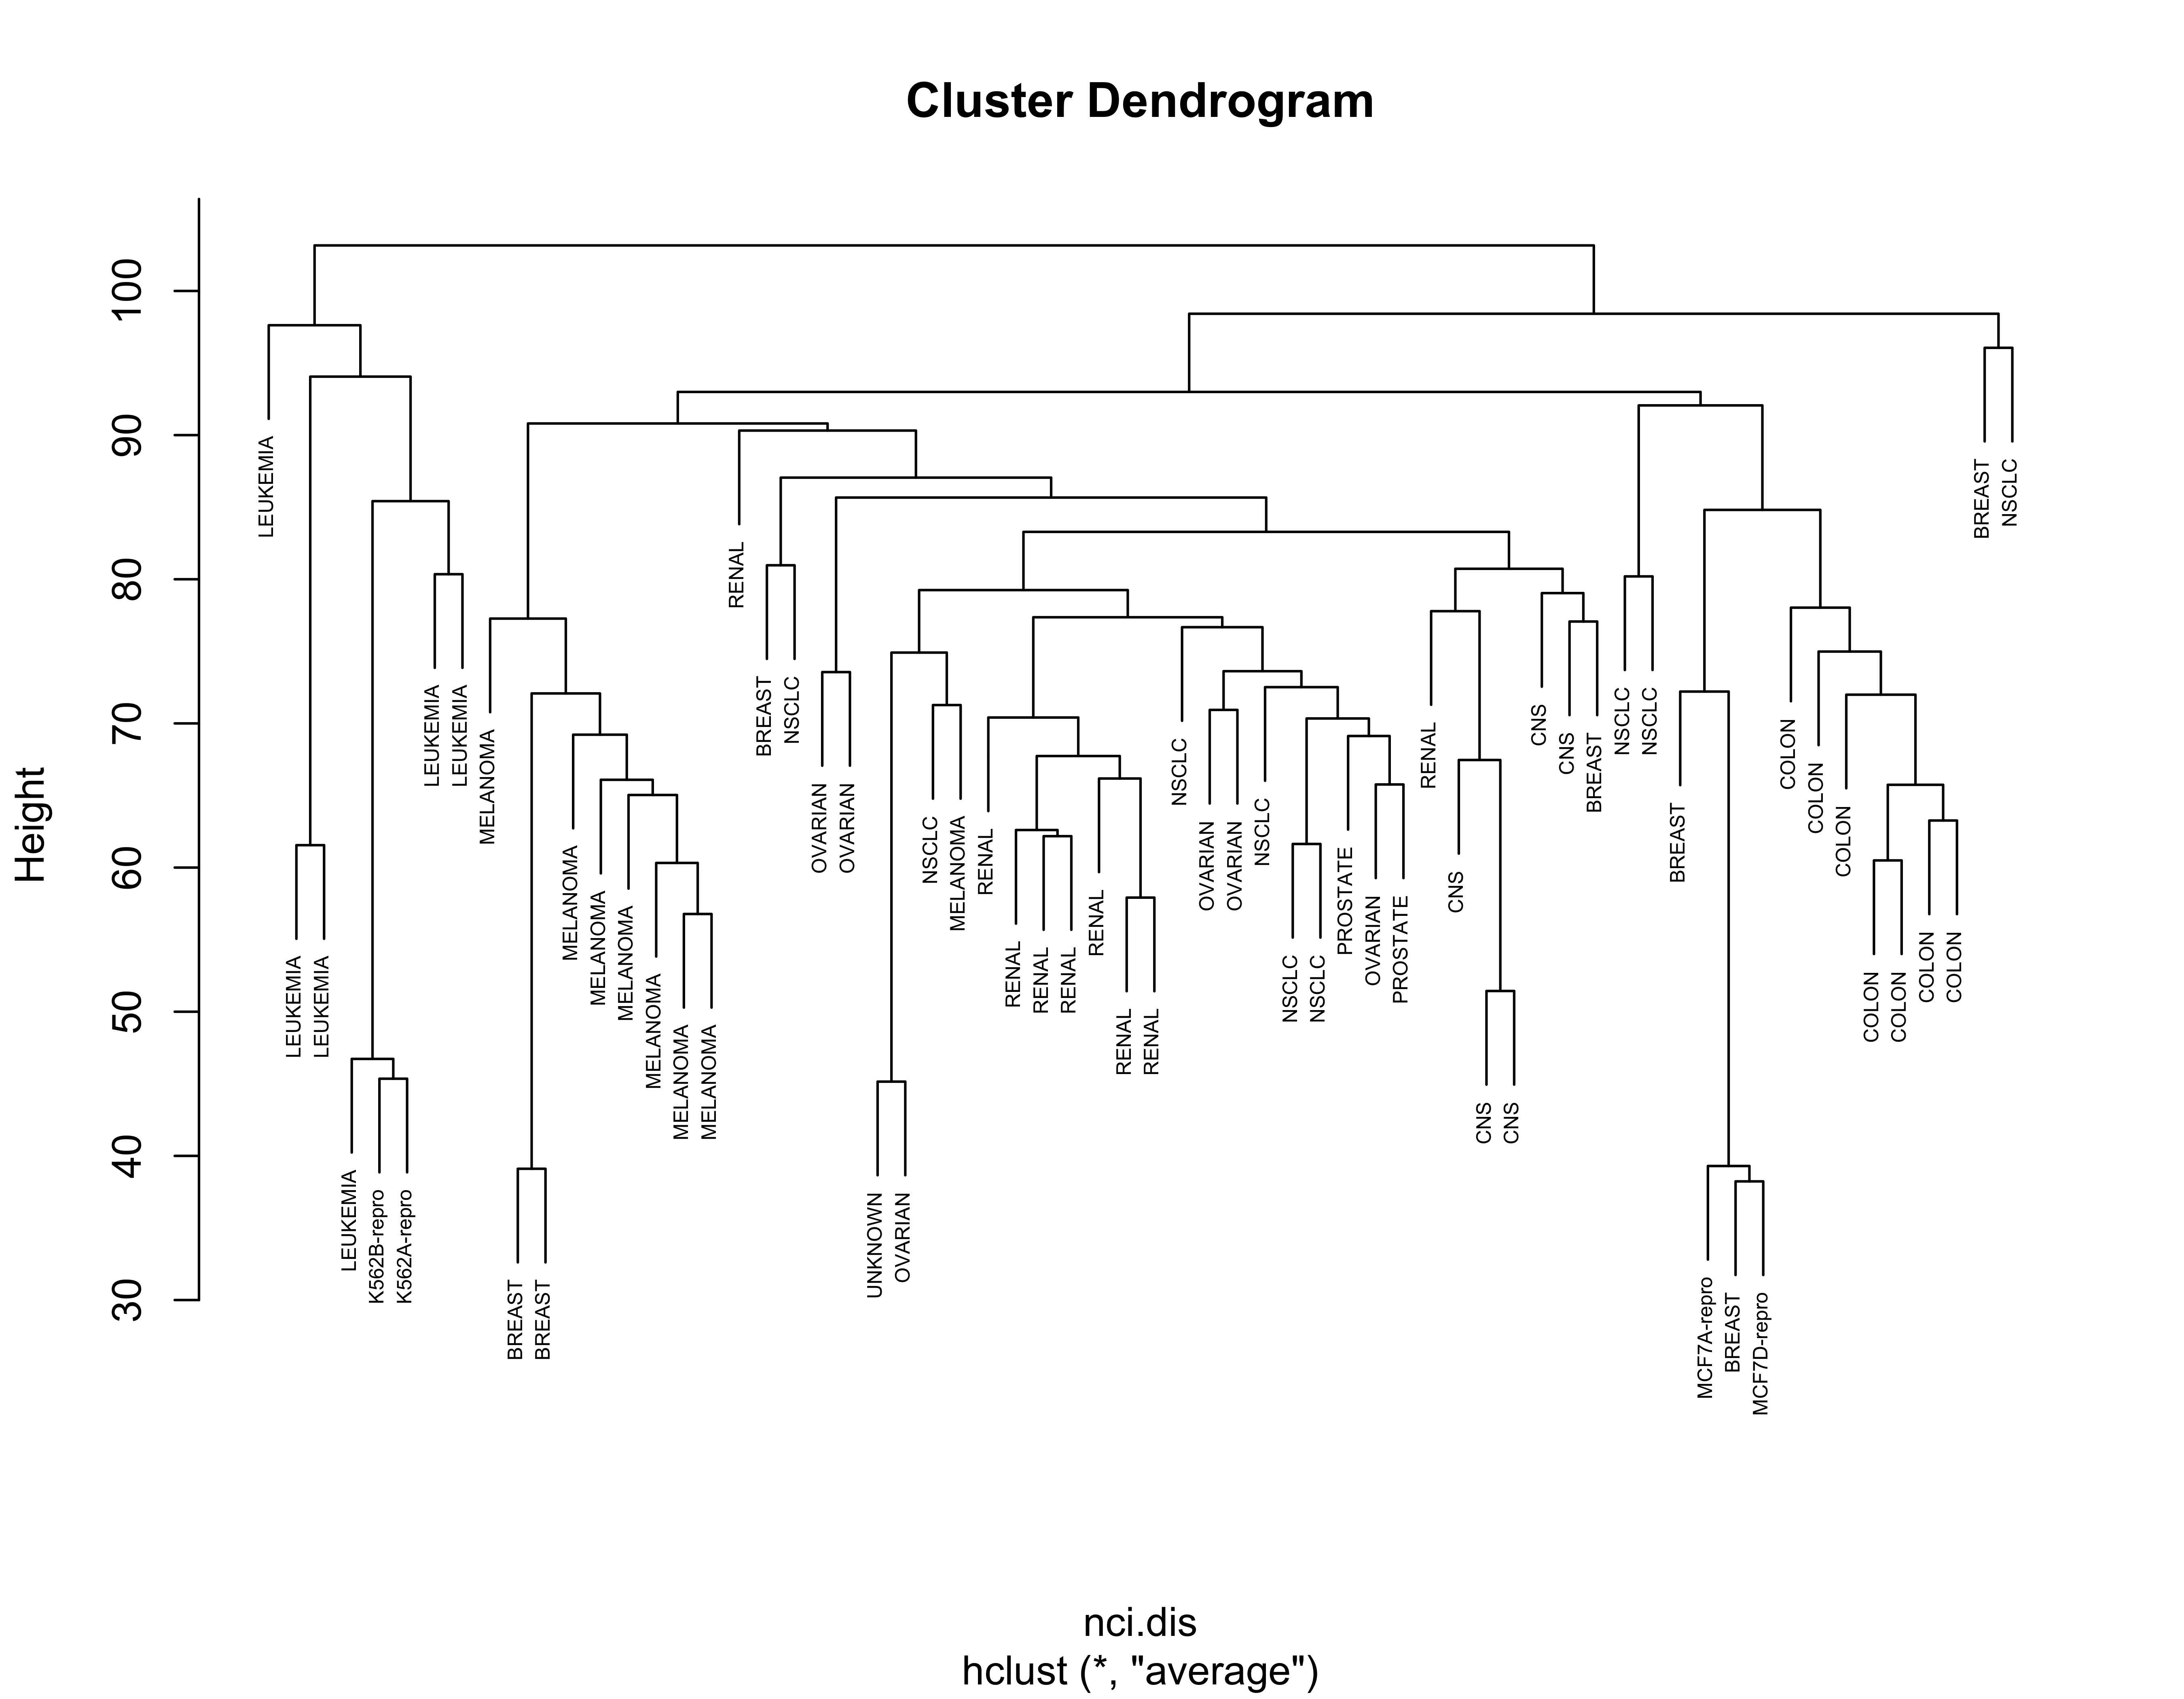 Cluster Dendrogram
Height
100
90
80
70
60
50
40
30
LEUKEMIA
LEUKEMIA
LEUKEMIA
LEUKEMIA
K562B-repro
K562A-repro
LEUKEMIA
LEUKEMIA
MELANOMA
BREAST
BREAST
MELANOMA
MELANOMA
MELANOMA
MELANOMA
MELANOMA
MELANOMA
RENAL
BREAST
NSCLC
OVARIAN
OVARIAN
UNKNOWN
OVARIAN
NSCLC
MELANOMA
RENAL
RENAL
RENAL
RENAL
RENAL
RENAL
RENAL
NSCLC
OVARIAN
OVARIAN
NSCLC
NSCLC
NSCLC
PROSTATE
OVARIAN
PROSTATE
RENAL
CNS
CNS
CNS
CNS
CNS
BREAST
NSCLC
NSCLC
BREAST
MCF7A-repro
BREAST
MCF7D-repro
COLON
COLON
COLON
COLON
COLON
COLON
COLON
BREAST
NSCLC
nci.dis
hclust (*, "average")